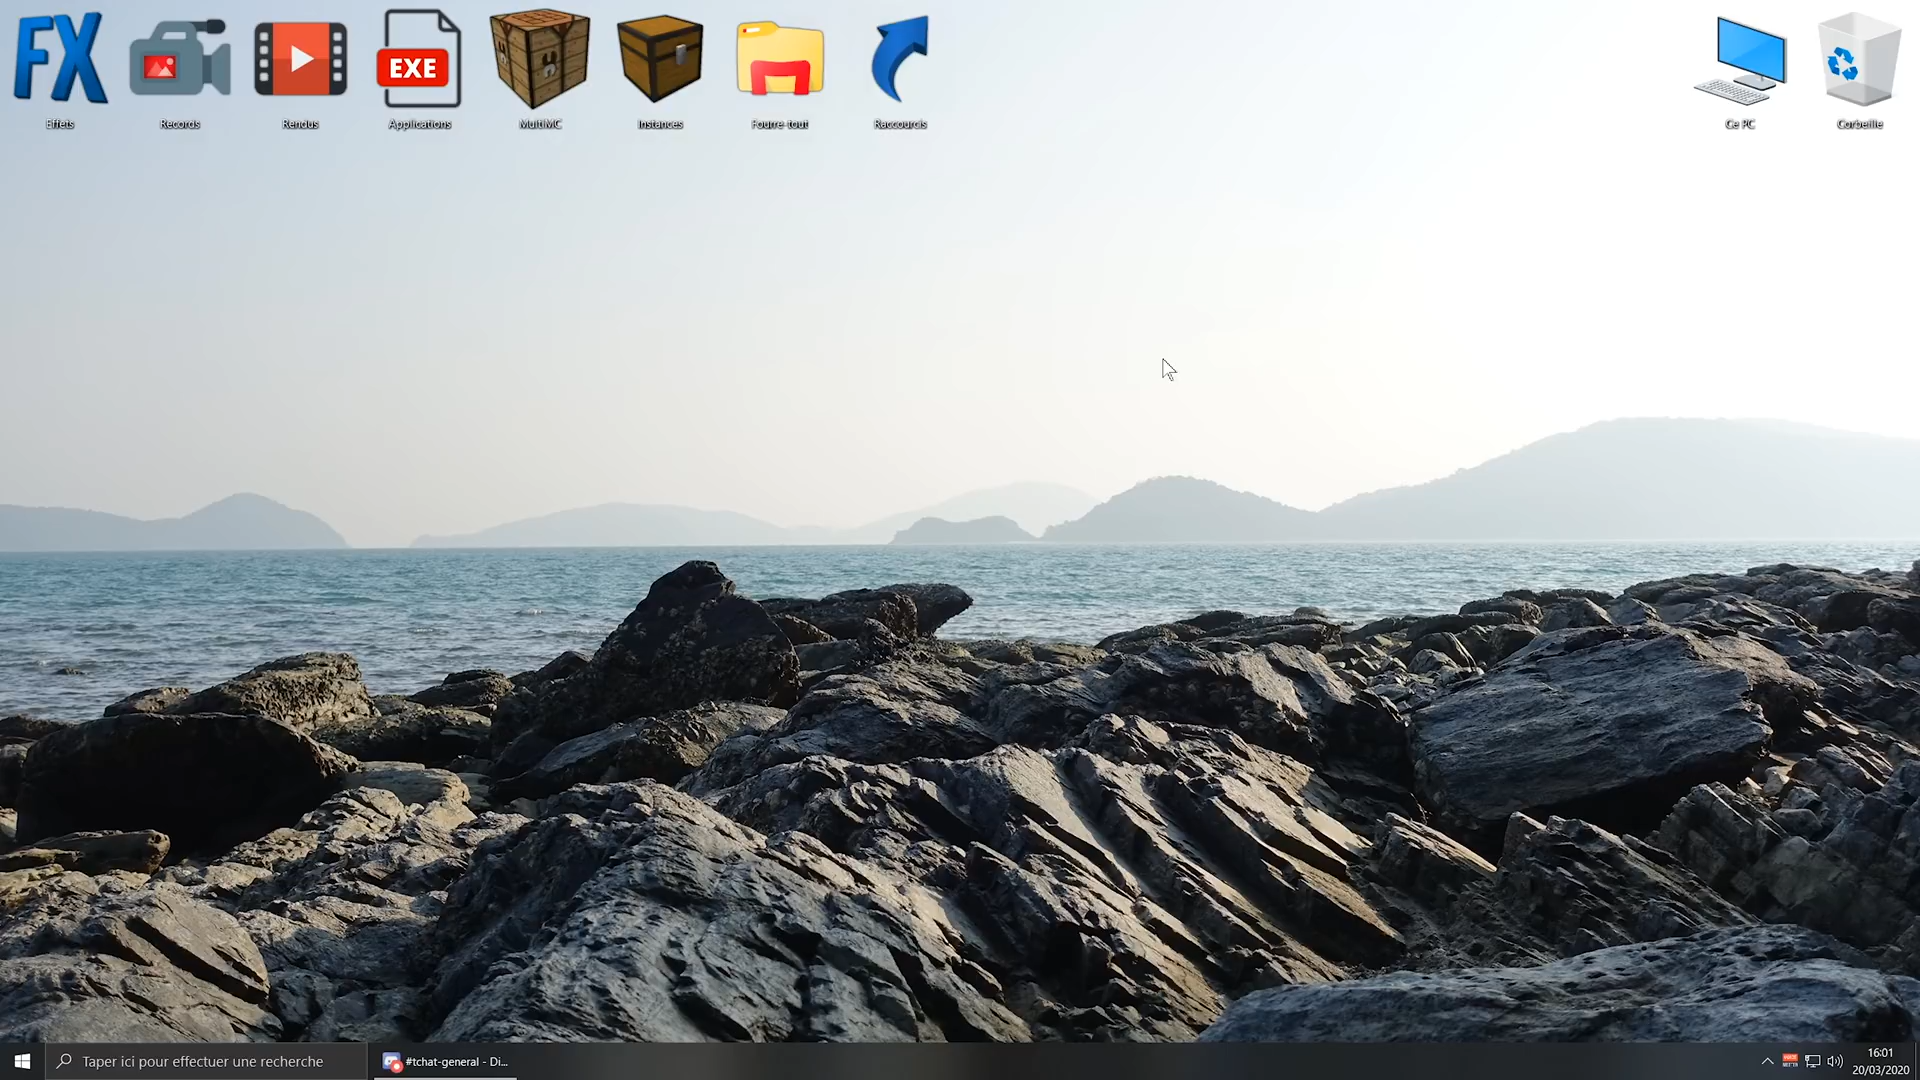 FX
EXE
Effets
Records
Rendus
Applications
MultiMC
Instances
Fourre-tout
Raccourcis
Ce PC
Corbeille
Taper ici pour effectuer une recherche
#tchat-general - Di...
16:01
20/03/2020